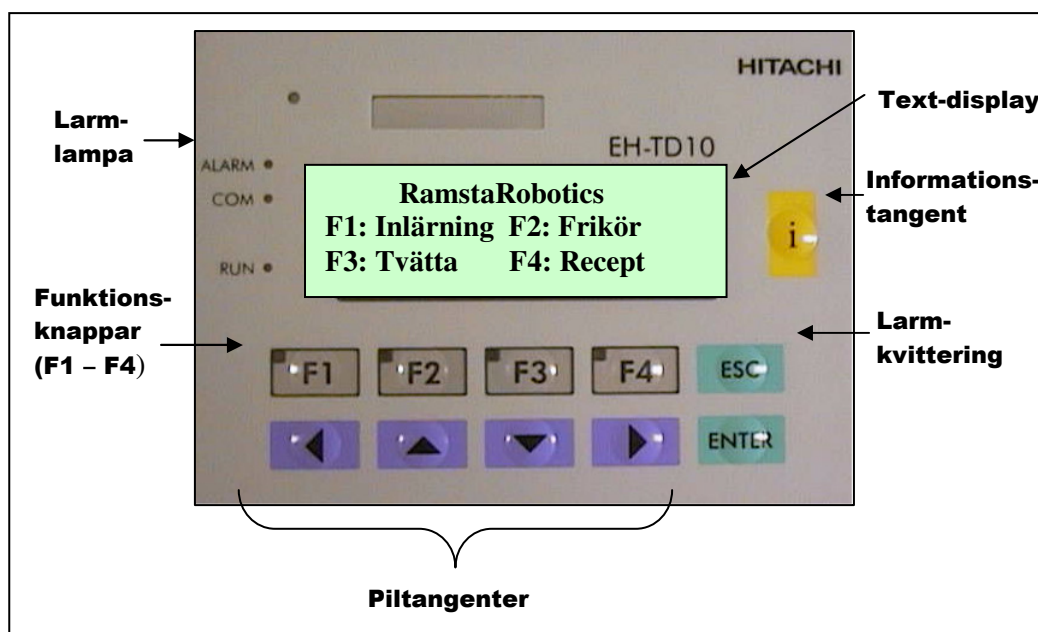 HITACHI
Text-display
Larm-
lampa
EH-TD10
ALARM
COM
RUN
RamstaRobotics
F1: Inlärning F2: Frikör
F3: Tvätta F4: Recept
Informations-
tangent
i
Funktions-
knappar
(F1 – F4)
Larm-
kvittering
F1 F2 F3 F4 ESC
ENTER
Piltangenter